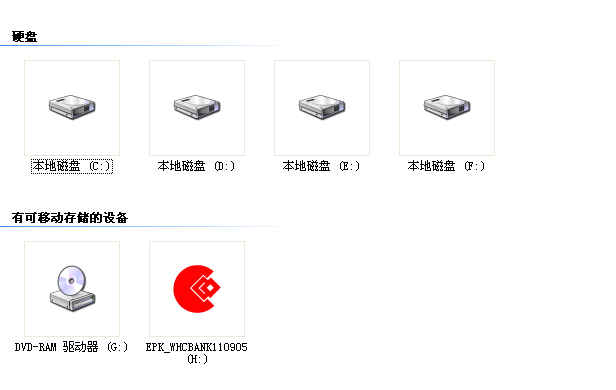 硬盘
本地磁盘 (C:)
本地磁盘 (D:)
本地磁盘 (E:)
本地磁盘 (F:)
有可移动存储的设备
DVD-RAM 驱动器 (G:)
EPK_WHCBANK110905
(H:)